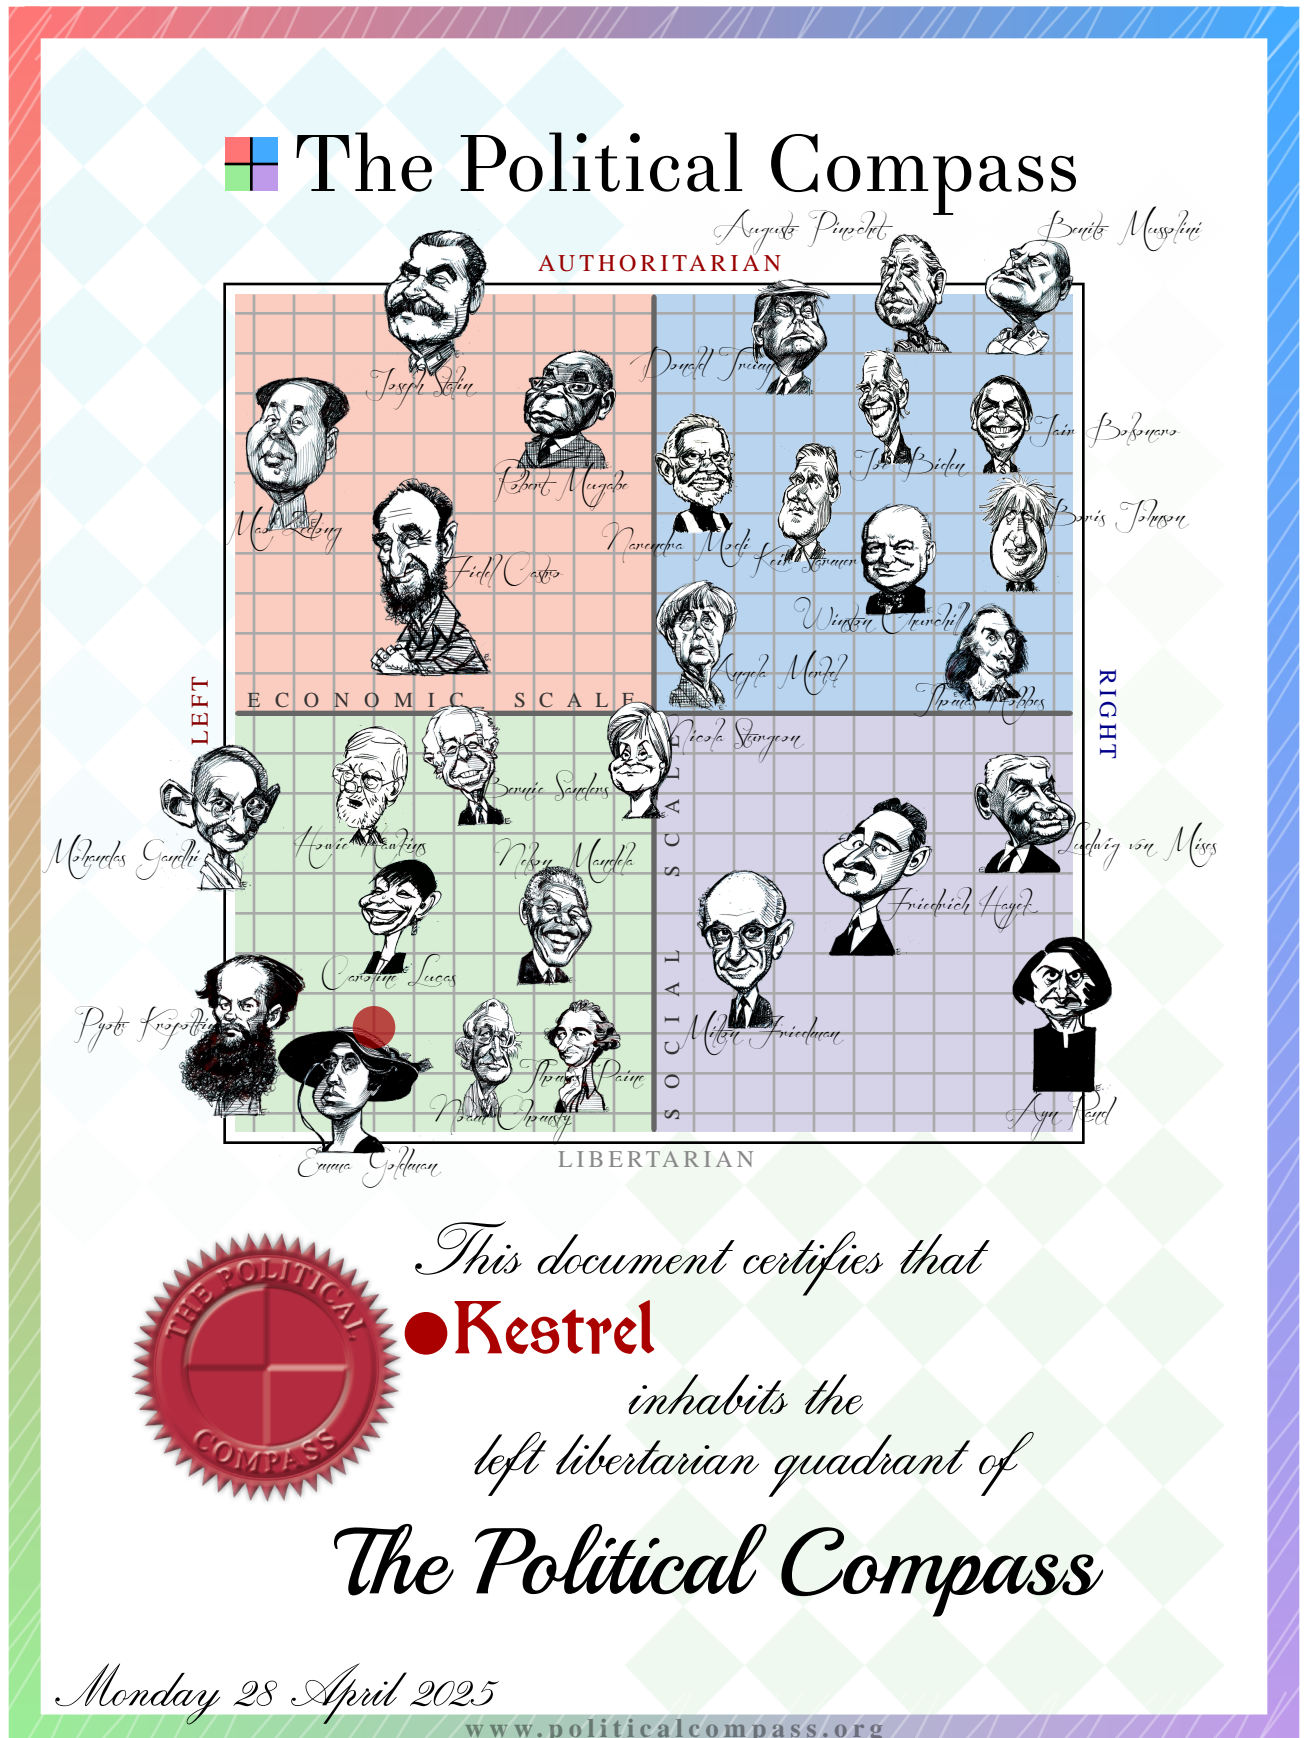 The Political Compass
Augusto Pinochet
Benito Mussolini
AUTHORITARIAN
Donald Trump
Joseph Stalin
Jair Bolsonaro
Joe Biden
Robert Mugabe
Boris Johnson
Mao Zedong
Narendra Modi
Keir Starmer
Fidel Castro
Winston Churchill
Angela Merkel
Thomas Hobbes
LEFT
ECONOMIC SCALE
RIGHT
Nicola Sturgeon
Bernie Sanders
Howie Hawkins
Mohandas Gandhi
Nelson Mandela
Ludwig von Mises
Friedrich Hayek
SOCIAL SCALE
Caroline Lucas
Pyotr Kropotkin
Milton Friedman
Thomas Paine
Noam Chomsky
Ayn Rand
Emma Goldman
LIBERTARIAN
This document certifies that
Kestrel
inhabits the
left libertarian quadrant of
The Political Compass
THE POLITICAL
COMPASS
Monday 28 April 2025
www.politicalcompass.org